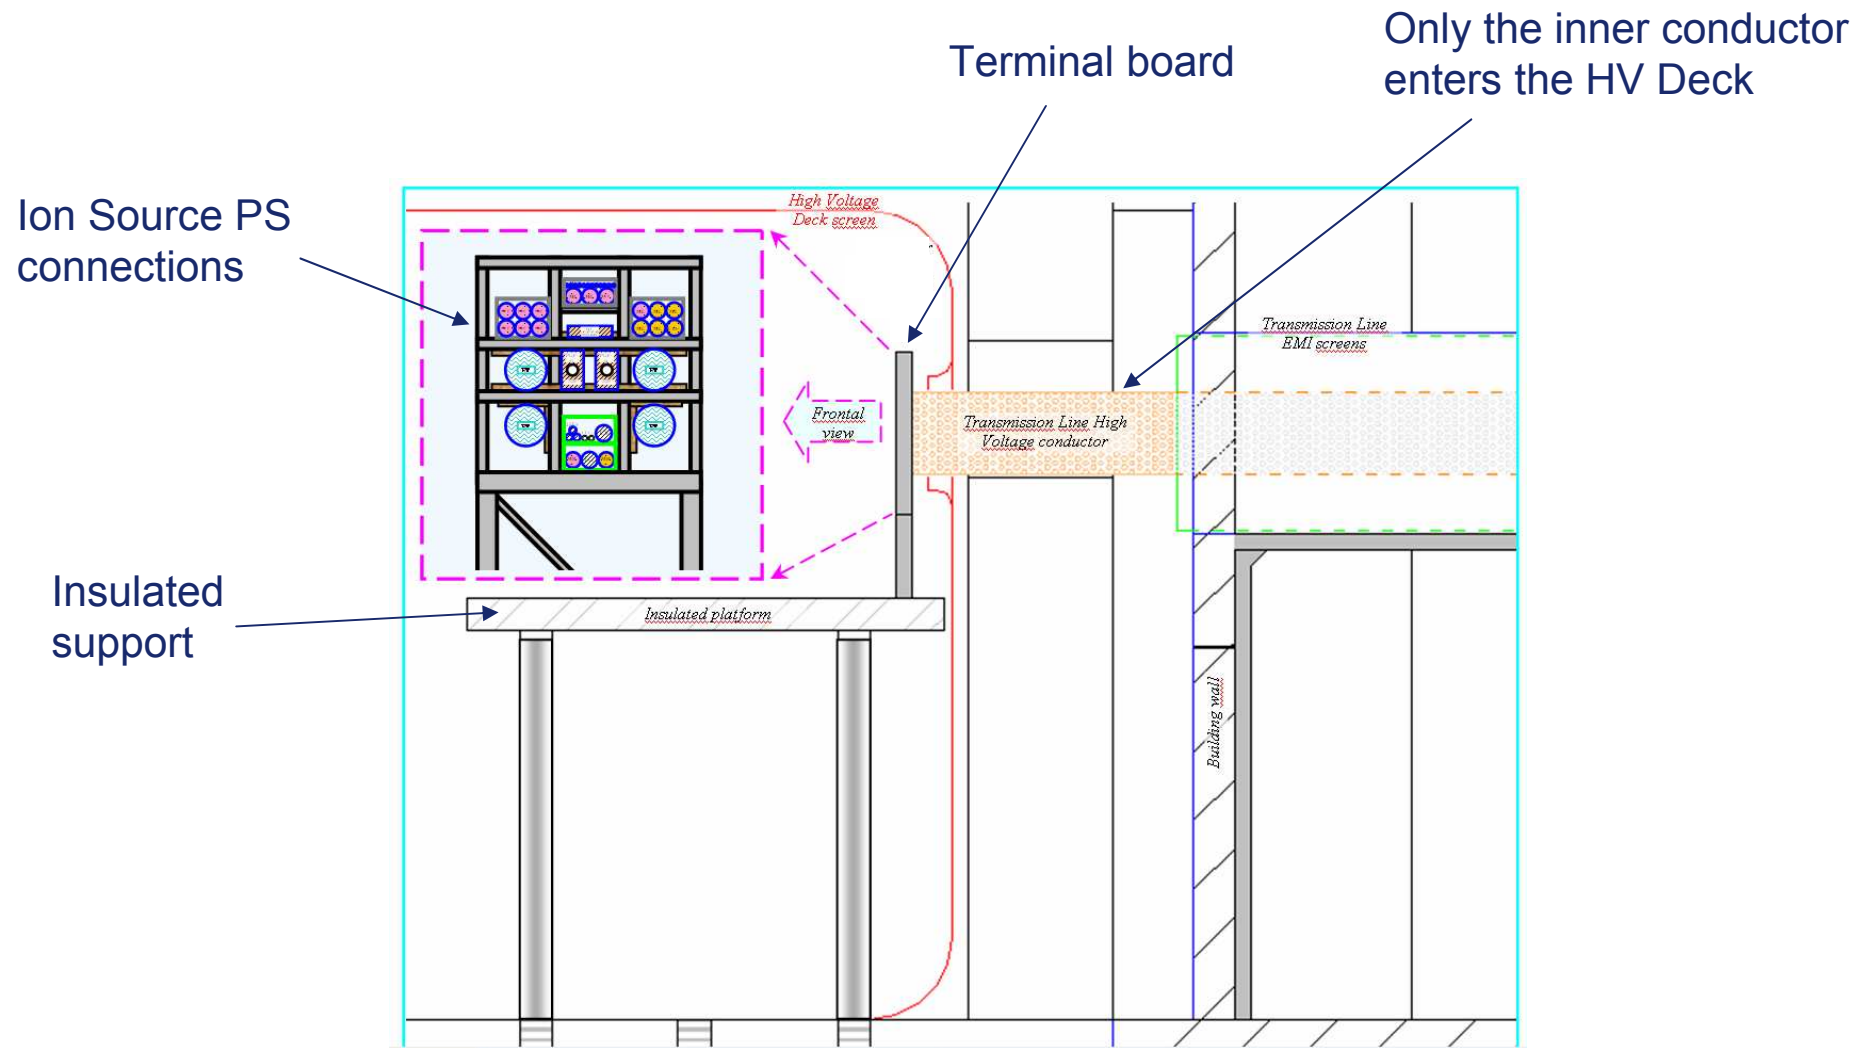 Only the inner conductor
enters the HV Deck
Terminal board
Ion Source PS
connections
High Voltage
Deck screen
Transmission Line
EMI screens
Frontal
view
Transmission Line High
Voltage conductor
Insulated
support
Insulated platform
Building wall